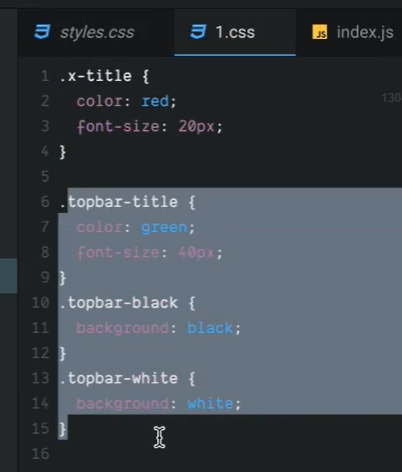 styles.css
1.css
JS
index.js
130
1 .x-title {
2   color: red;
3   font-size: 20px;
4 }
5
6 .topbar-title {
7   color: green;
8   font-size: 40px;
9 }
10 .topbar-black {
11   background: black;
12 }
13 .topbar-white {
14   background: white;
15 }
16